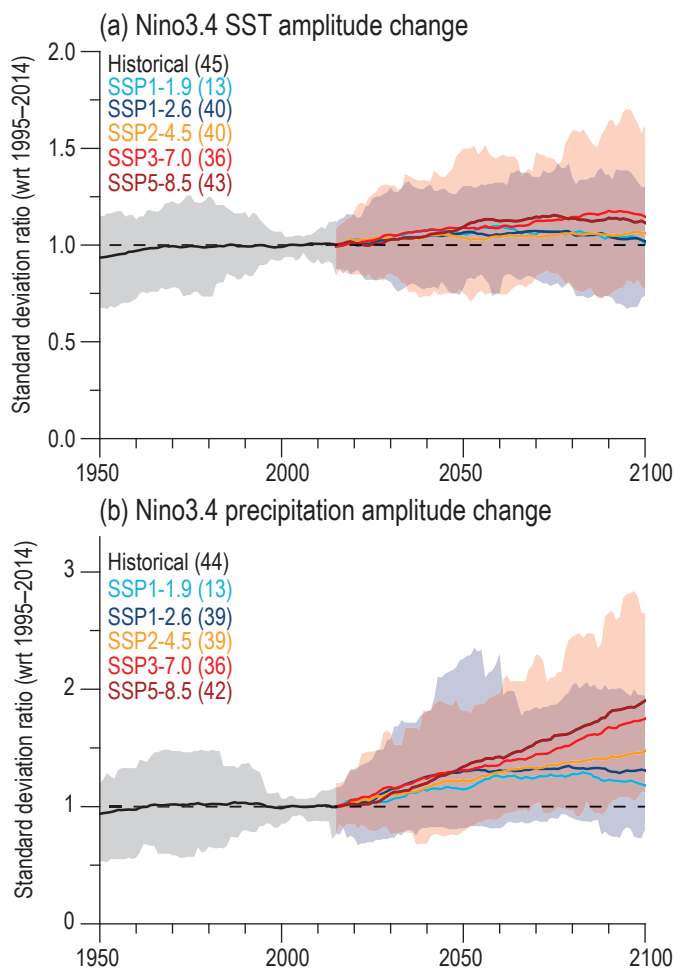 (a) Nino3.4 SST amplitude change
Standard deviation ratio (wrt 1995–2014)
2.0
1.5
1.0
0.5
0.0
Historical (45)
SSP1-1.9 (13)
SSP1-2.6 (40)
SSP2-4.5 (40)
SSP3-7.0 (36)
SSP5-8.5 (43)
1950 2000 2050 2100
(b) Nino3.4 precipitation amplitude change
Standard deviation ratio (wrt 1995–2014)
3
2
1
0
Historical (44)
SSP1-1.9 (13)
SSP1-2.6 (39)
SSP2-4.5 (39)
SSP3-7.0 (36)
SSP5-8.5 (42)
1950 2000 2050 2100